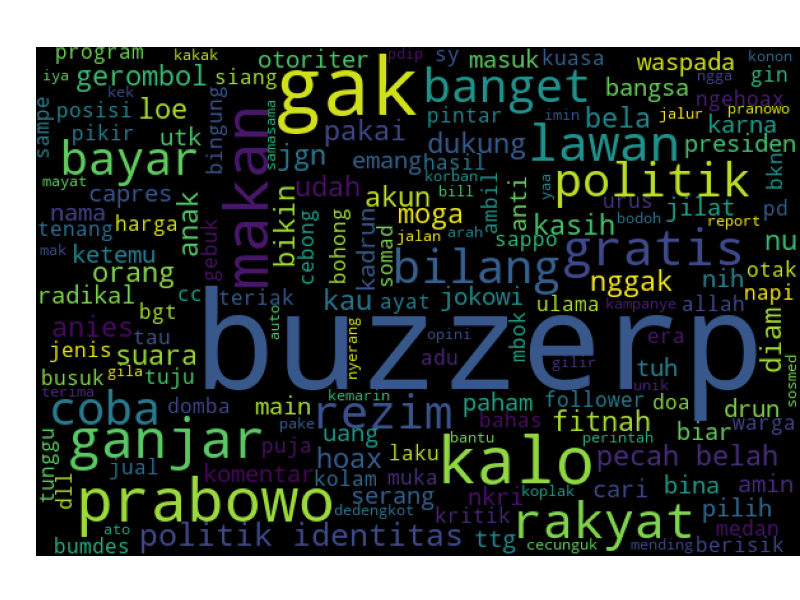 program
kakak
otoriter
pdip
sy
masuk
kuasa
waspada
konon
iya
gerombol
siang
gak
banget
bangsa
ngga
gin
kek
ngehoax
sampe
posisi
loe
bingung
makan
samasama
pintar
imin
bela
jalur
pranowo
karna
pikir
utk
pakai
dukung
lawan
presiden
bayar
jgn
emang
hasil
politik
bkn
mayat
capres
anak
udah
akun
korban
bill
ambil
anti
yaa
urus
jilat
pd
nama
harga
gebuk
bikin
cebong
bohong
kadrun
somad
moga
kasih
bodoh
report
tenang
jalan
arah
sappo
nu
mak
ketemu
bilang
gratis
otak
orang
nggak
nih
napi
radikal
cc
teriak
kau
ayat
jokowi
ulama
kampanye
allah
bgt
auto
buzzerp
mbok
anies
tau
nyerang
opini
era
diam
jenis
suara
adu
gilir
tuh
busuk
gila
tuju
unik
sosmed
terima
kemarin
coba
domba
main
rezim
paham
follower
doa
drun
pake
bahas
fitnah
warga
tunggu
ganjar
puja
uang
hoax
laku
bantu
kalo
perintah
biar
jual
komentar
kolam
muka
pecah belah
dll
prabowo
serang
nkri
koplak
cari
bina
amin
dedengkot
kritik
rakyat
pilih
ato
medan
bumdes
politik identitas
ttg
cecunguk
mending
berisik